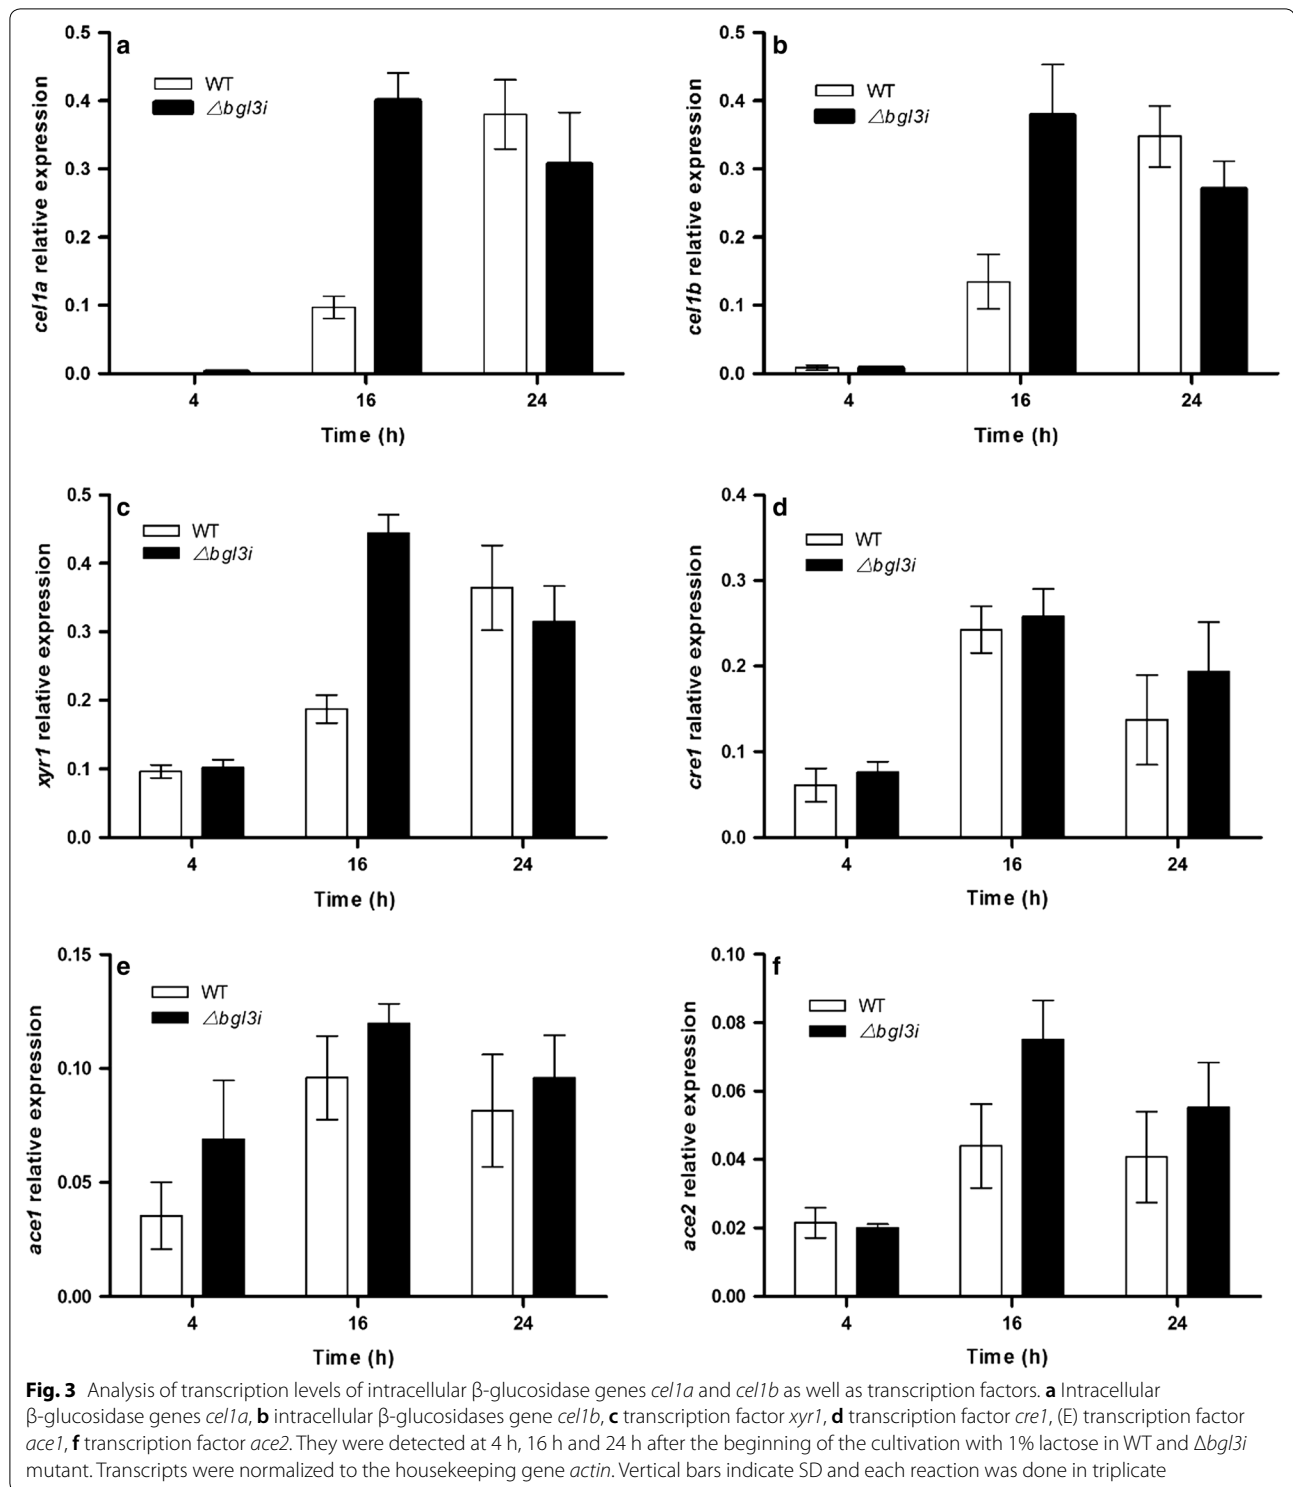 a
0.5
0.4
0.3
0.2
0.1
0.0
cel1a relative expression
WT
△bgl3i
4 16 24
Time (h)
b
0.5
0.4
0.3
0.2
0.1
0.0
cel1b relative expression
WT
△bgl3i
4 16 24
Time (h)
c
0.5
0.4
0.3
0.2
0.1
0.0
xyr1 relative expression
WT
△bgl3i
4 16 24
Time (h)
d
0.4
0.3
0.2
0.1
0.0
cre1 ralative expression
WT
△bgl3i
4 16 24
Time (h)
e
0.15
0.10
0.05
0.00
ace1 relative expression
WT
△bgl3i
4 16 24
Time (h)
f
0.10
0.08
0.06
0.04
0.02
0.00
ace2 relative expression
WT
△bgl3i
4 16 24
Time (h)
Fig. 3 Analysis of transcription levels of intracellular β-glucosidase genes cel1a and cel1b as well as transcription factors. a Intracellular
β-glucosidase genes cel1a, b intracellular β-glucosidases gene cel1b, c transcription factor xyr1, d transcription factor cre1, (E) transcription factor
ace1, f transcription factor ace2. They were detected at 4 h, 16 h and 24 h after the beginning of the cultivation with 1% lactose in WT and Δbgl3i
mutant. Transcripts were normalized to the housekeeping gene actin. Vertical bars indicate SD and each reaction was done in triplicate